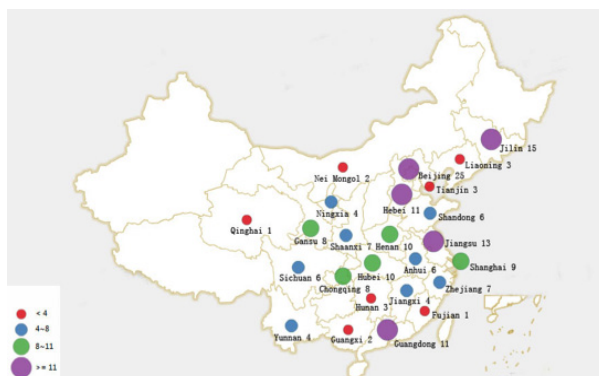 Jilin 15
Liaoning 3
Beijing 25
Nei Mongol 2
Tianjin 3
Hebei 11
Ningxia 4
Shandong 6
Qinghai 1
Gansu 8
Shaanxi 7
Henan 10
Jiangsu 13
Shanghai 9
Sichuan 6
Hubei 10
Anhui 6
Chongqing 8
Zhejiang 7
Jiangxi 4
Hunan 3
Fujian 1
Yunnan 4
Guangxi 2
Guangdong 11
< 4
4-8
8-11
>= 11